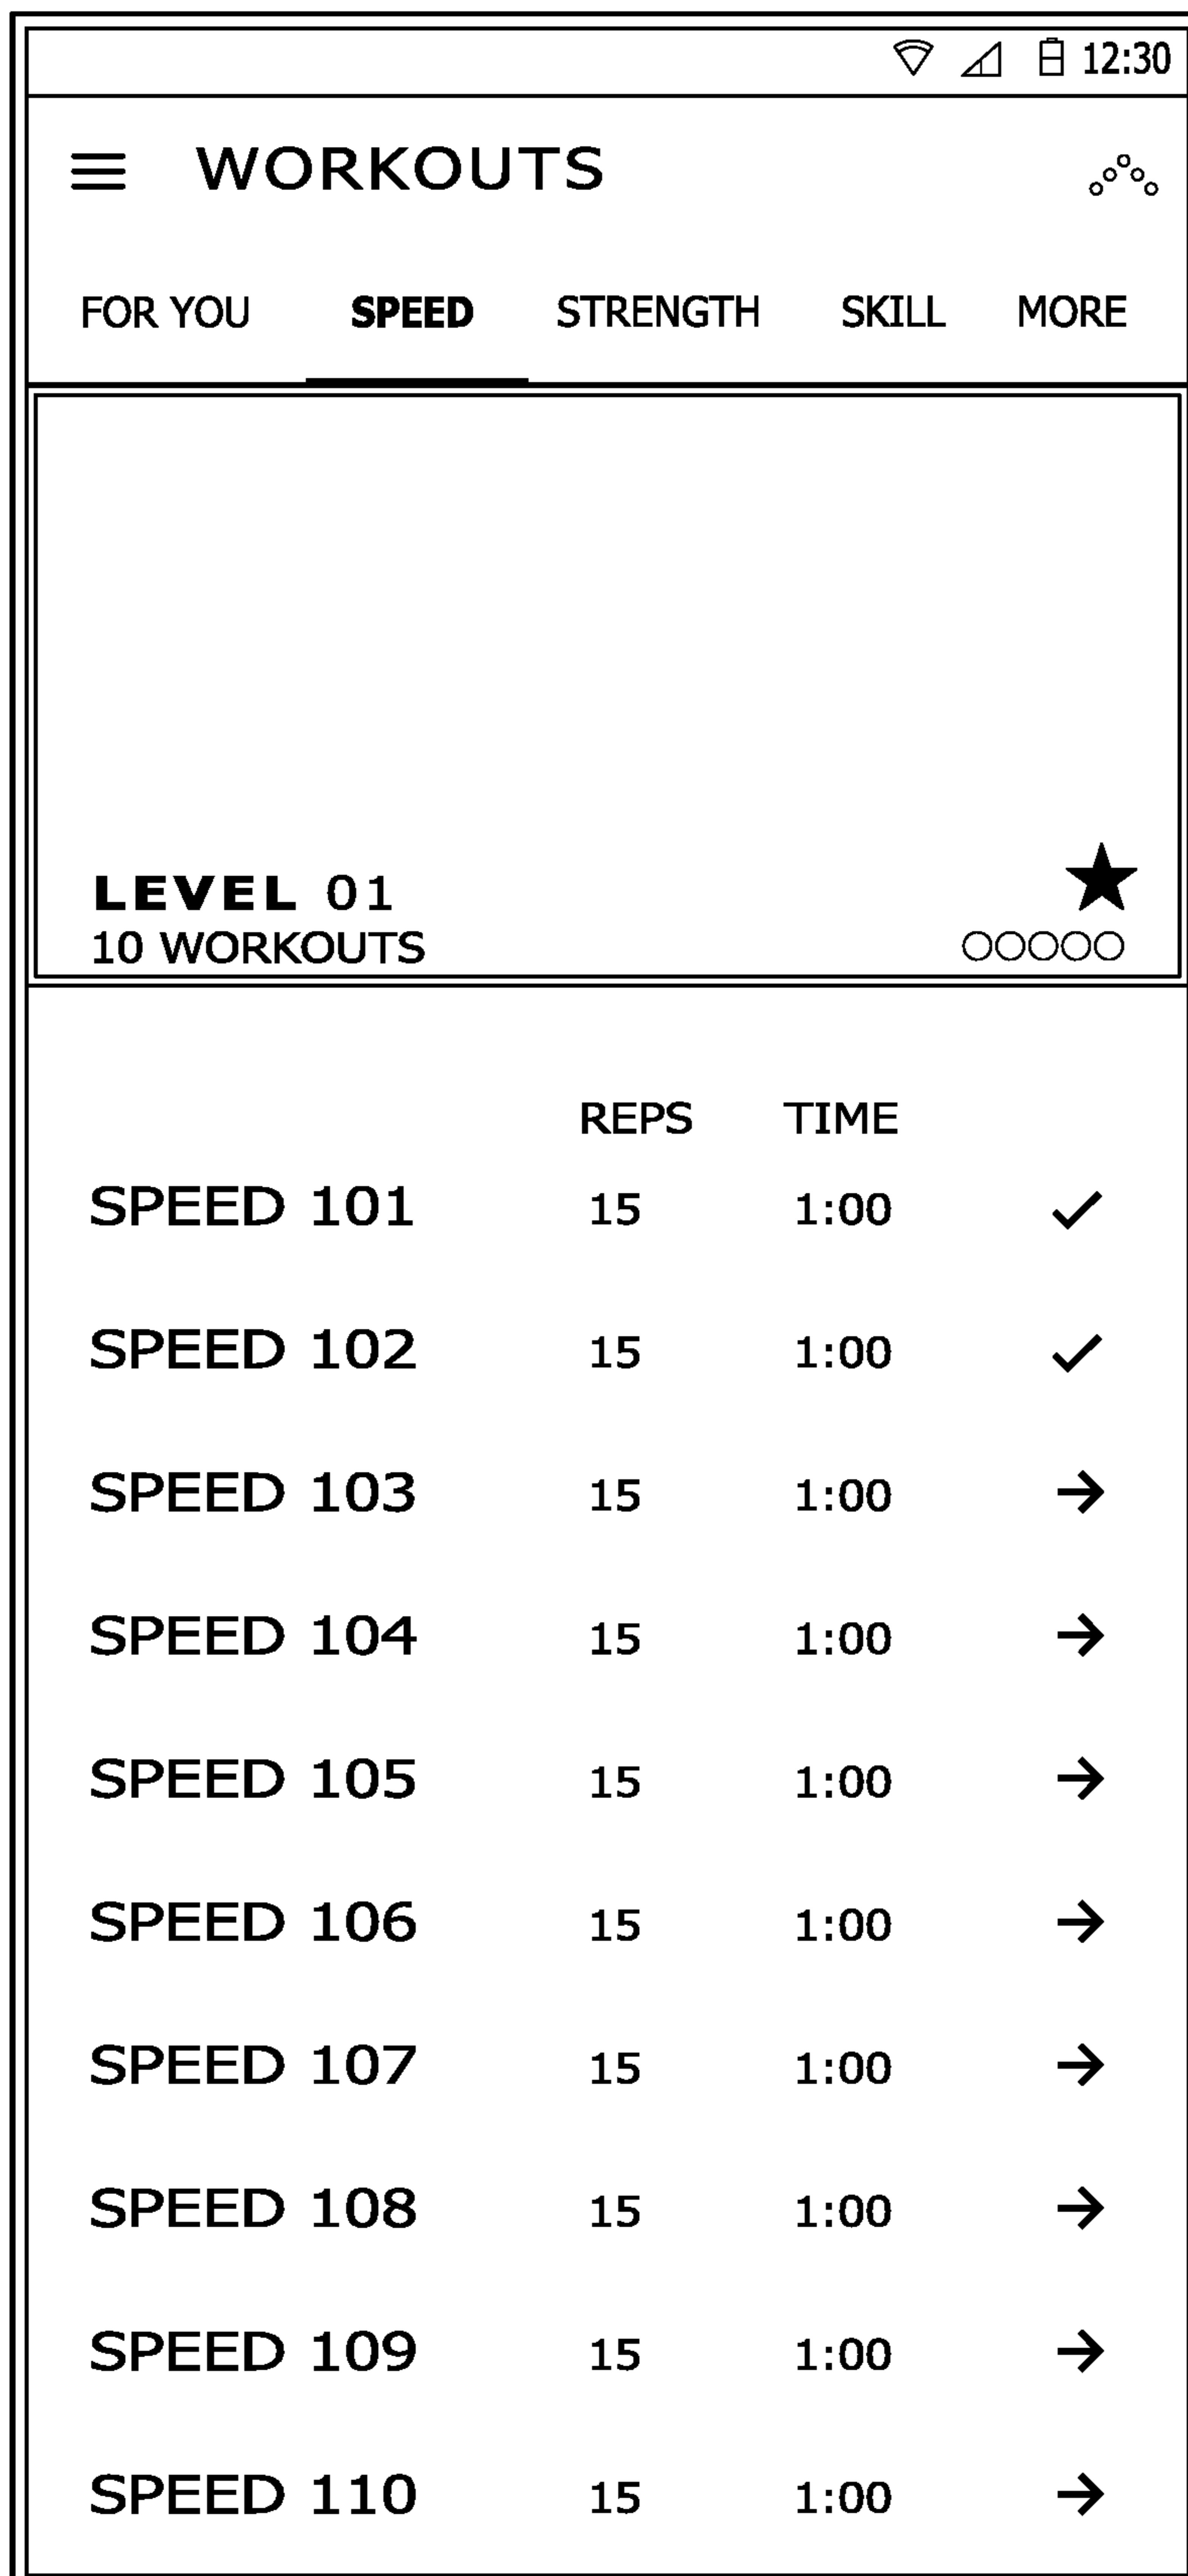 12:30
WORKOUTS
FOR YOU SPEED STRENGTH SKILL MORE
LEVEL 01
10 WORKOUTS
REPS TIME
SPEED 101 15 1:00
SPEED 102 15 1:00
SPEED 103 15 1:00
SPEED 104 15 1:00
SPEED 105 15 1:00
SPEED 106 15 1:00
SPEED 107 15 1:00
SPEED 108 15 1:00
SPEED 109 15 1:00
SPEED 110 15 1:00